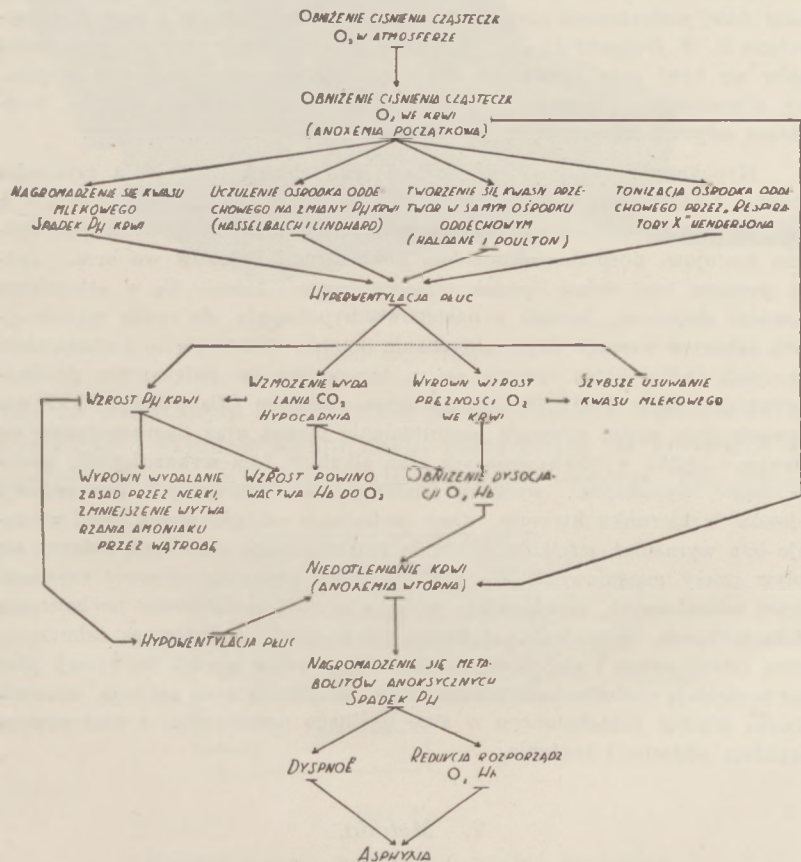 OBNIŻENIE CIŚNIENIA CZĄSTECZK
O₂ W ATMOSFERZE
OBNIŻENIE CIŚNIENIA CZĄSTECZK
O₂ WE KRWI
(ANOXEMIA POCZĄTKOWA)
NAGROMADZENIE SIĘ KWASU
MLEKOWEGO
SPADEK PH KRWI
UCZULENIE OŚRODKA ODDE-
CHOWEGO NA ZMIANY PH KRWI
(HASSELBALCH I LINDHARD)
TWORZENIE SIĘ KWAŚN PRZE-
TWOR W SAMYM OŚRODKU
ODDECHOWYM
(HALDANE I POULTON)
TONIZACJA OŚRODKA ODDE
CHOWEGO PRZEZ „RESPIRA
TORY X" HENDERSONA
HYPERWENTYLACJA PŁUC
WZROST PH KRWI
WZMOŻENIE WYDA
LANIA CO₂
HYPOCAPNIA
WYRÓWN WZROST
PRĘŻNOŚCI O₂
WE KRWI
SZYBSZE USUWANIE
KWASU MLEKOWEGO
WYROWN WYDALANIE
ZASAD PRZEZ NERKI,
ZMNIEJSZENIE WYTWA
RZANIA AMONIAKU
PRZEZ WĄTROBĘ
WZROST POWINO
WACTWA Hb DO O₂
OBNIŻENIE DYSOCJA-
CJI O₂ Hb
NIEDOTLENIANIE KRWI
(ANOXEMIA WTÓRNA)
HYPOWENTYLACJA PŁUC
NAGROMADZENIE SIĘ META-
BOLITÓW ANOKSYCZNYCH
SPADEK PH
DYSPNOË
REDUKCJA ROZPORZĄDZ
O₂ Hb
ASPHYXIA